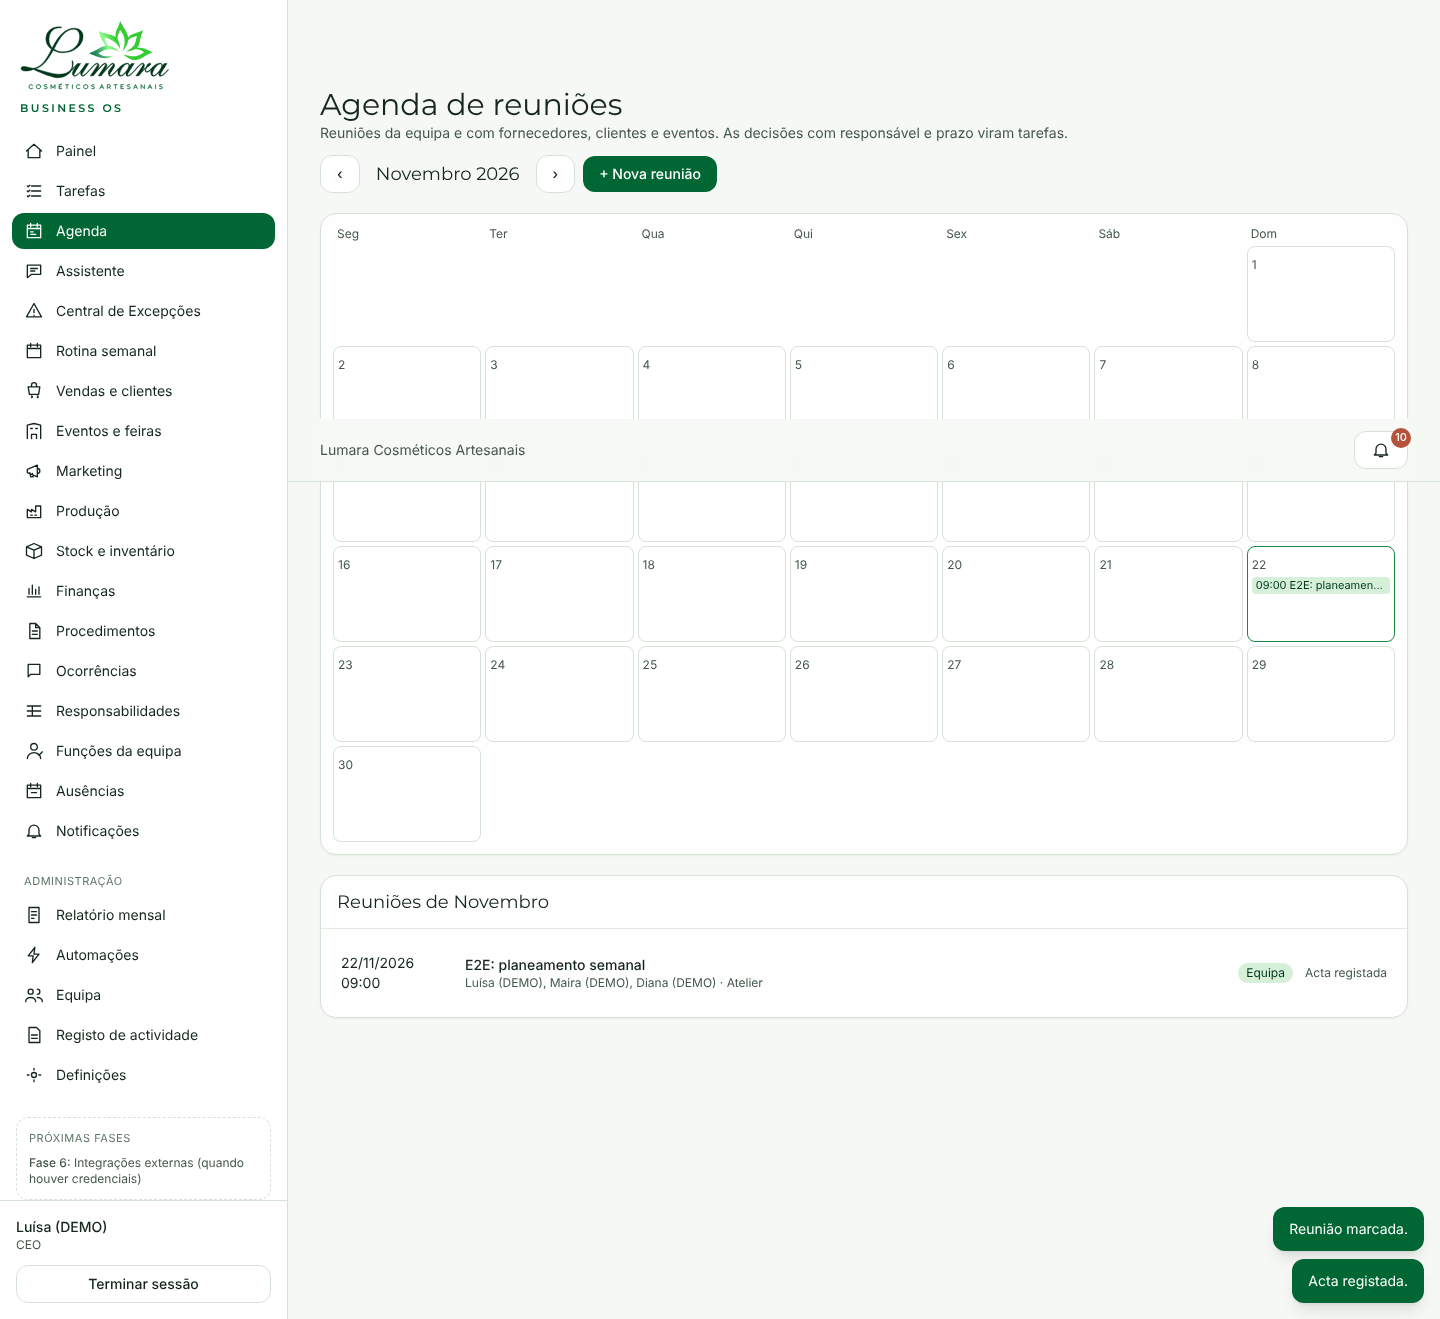 Lumara
COSMÉTICOS ARTESANAIS
BUSINESS OS
Painel
Tarefas
Agenda
Assistente
Central de Excepções
Rotina semanal
Vendas e clientes
Eventos e feiras
Marketing
Produção
Stock e inventário
Finanças
Procedimentos
Ocorrências
Responsabilidades
Funções da equipa
Ausências
Notificações
ADMINISTRAÇÃO
Relatório mensal
Automações
Equipa
Registo de actividade
Definições
PRÓXIMAS FASES
Fase 6: Integrações externas (quando
houver credenciais)
Luísa (DEMO)
CEO
Terminar sessão
Agenda de reuniões
Reuniões da equipa e com fornecedores, clientes e eventos. As decisões com responsável e prazo viram tarefas.
‹ Novembro 2026 › + Nova reunião
Seg Ter Qua Qui Sex Sáb Dom
1
2 3 4 5 6 7 8
Lumara Cosméticos Artesanais 10
16 17 18 19 20 21 22
09:00 E2E: planeamen...
23 24 25 26 27 28 29
30
Reuniões de Novembro
22/11/2026
09:00
E2E: planeamento semanal
Luísa (DEMO), Maira (DEMO), Diana (DEMO) · Atelier
Equipa Acta registada
Reunião marcada.
Acta registada.